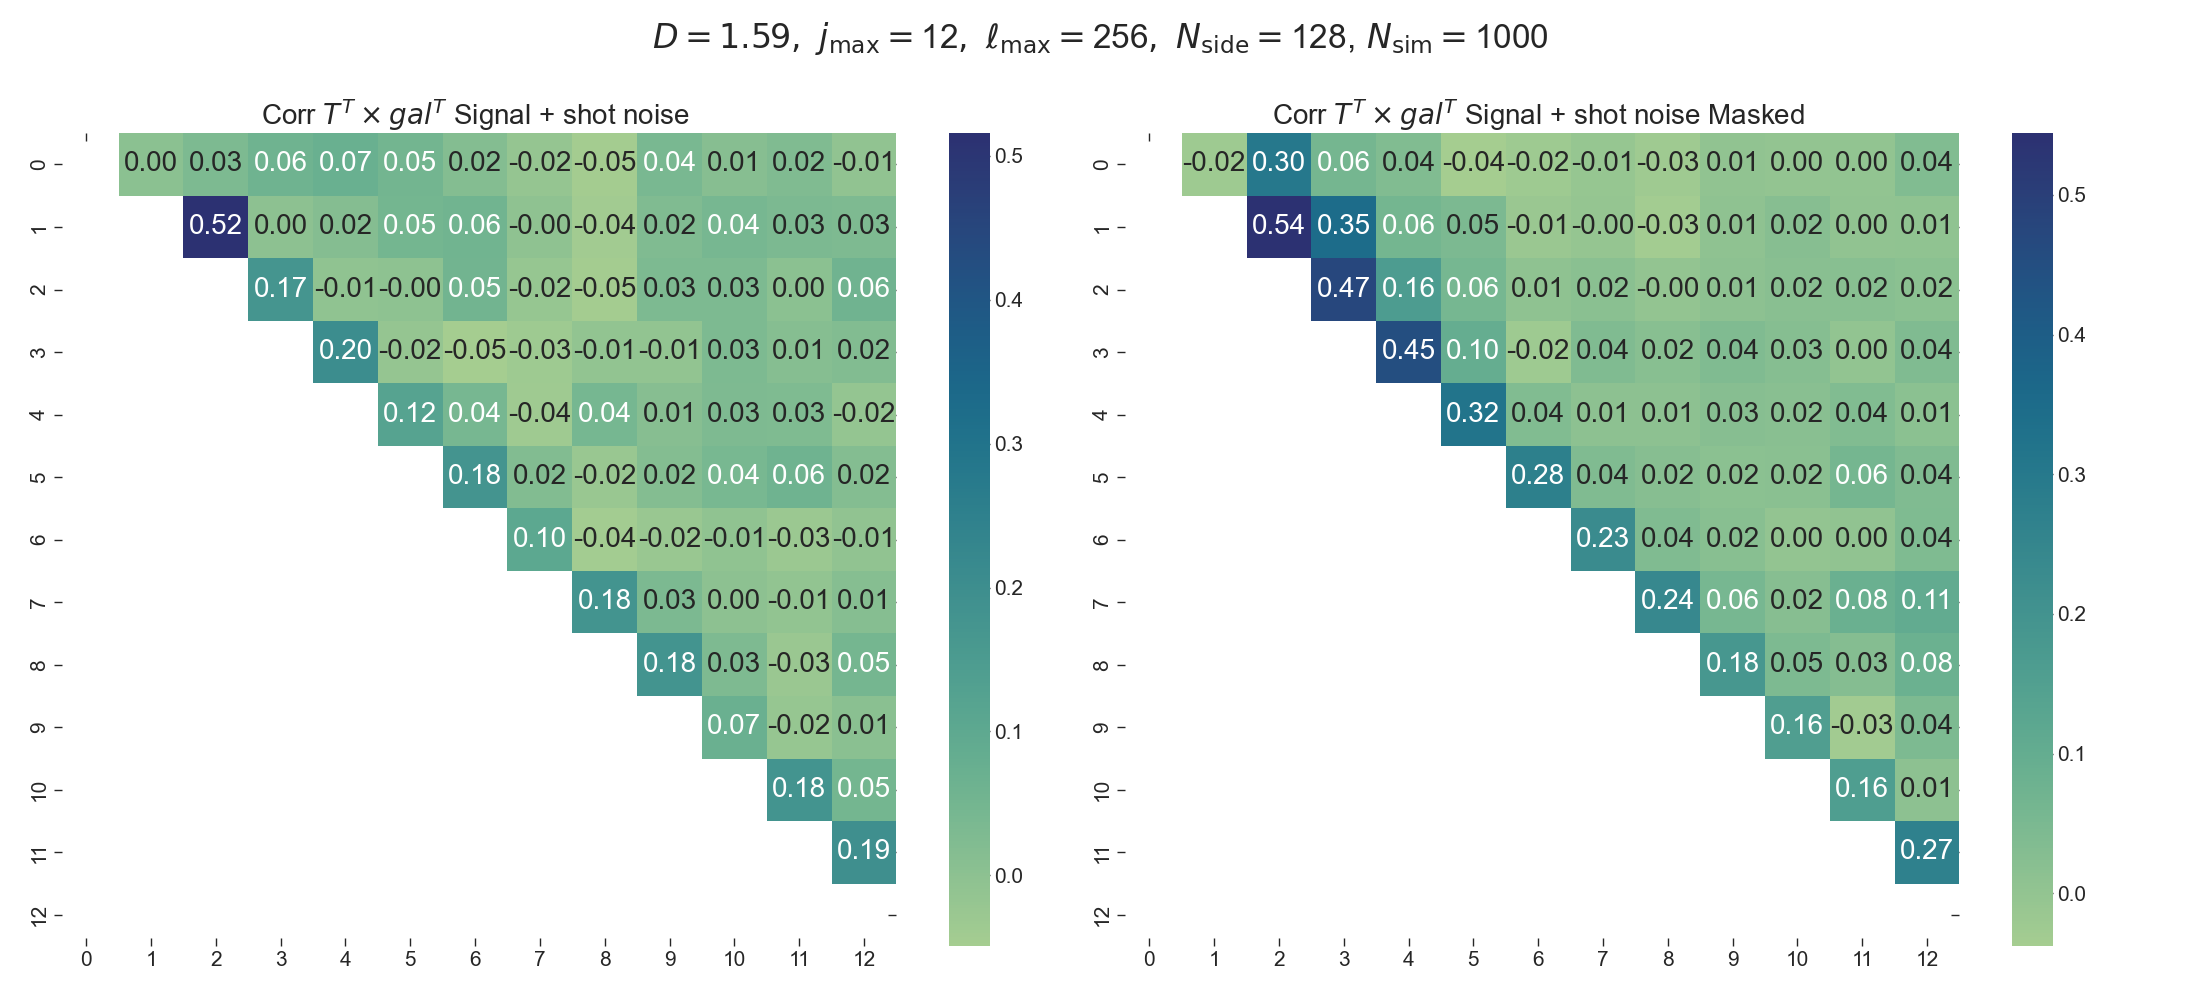 D = 1.59, j_max = 12, ℓ_max = 256, N_side = 128, N_sim = 1000
Corr T^T × gal^T Signal + shot noise
0 0.00 0.03 0.06 0.07 0.05 0.02 -0.02 -0.05 0.04 0.01 0.02 -0.01
1 0.52 0.00 0.02 0.05 0.06 -0.00 -0.04 0.02 0.04 0.03 0.03
2 0.17 -0.01 -0.00 0.05 -0.02 -0.05 0.03 0.03 0.00 0.06
3 0.20 -0.02 -0.05 -0.03 -0.01 -0.01 0.03 0.01 0.02
4 0.12 0.04 -0.04 0.04 0.01 0.03 0.03 -0.02
5 0.18 0.02 -0.02 0.02 0.04 0.06 0.02
6 0.10 -0.04 -0.02 -0.01 -0.03 -0.01
7 0.18 0.03 0.00 -0.01 0.01
8 0.18 0.03 -0.03 0.05
9 0.07 -0.02 0.01
10 0.18 0.05
11 0.19
12
0 1 2 3 4 5 6 7 8 9 10 11 12
0.5
0.4
0.3
0.2
0.1
0.0
Corr T^T × gal^T Signal + shot noise Masked
0 -0.02 0.30 0.06 0.04 -0.04 -0.02 -0.01 -0.03 0.01 0.00 0.00 0.04
1 0.54 0.35 0.06 0.05 -0.01 -0.00 -0.03 0.01 0.02 0.00 0.01
2 0.47 0.16 0.06 0.01 0.02 -0.00 0.01 0.02 0.02 0.02
3 0.45 0.10 -0.02 0.04 0.02 0.04 0.03 0.00 0.04
4 0.32 0.04 0.01 0.01 0.03 0.02 0.04 0.01
5 0.28 0.04 0.02 0.02 0.02 0.06 0.04
6 0.23 0.04 0.02 0.00 0.00 0.04
7 0.24 0.06 0.02 0.08 0.11
8 0.18 0.05 0.03 0.08
9 0.16 -0.03 0.04
10 0.16 0.01
11 0.27
12
0 1 2 3 4 5 6 7 8 9 10 11 12
0.5
0.4
0.3
0.2
0.1
0.0